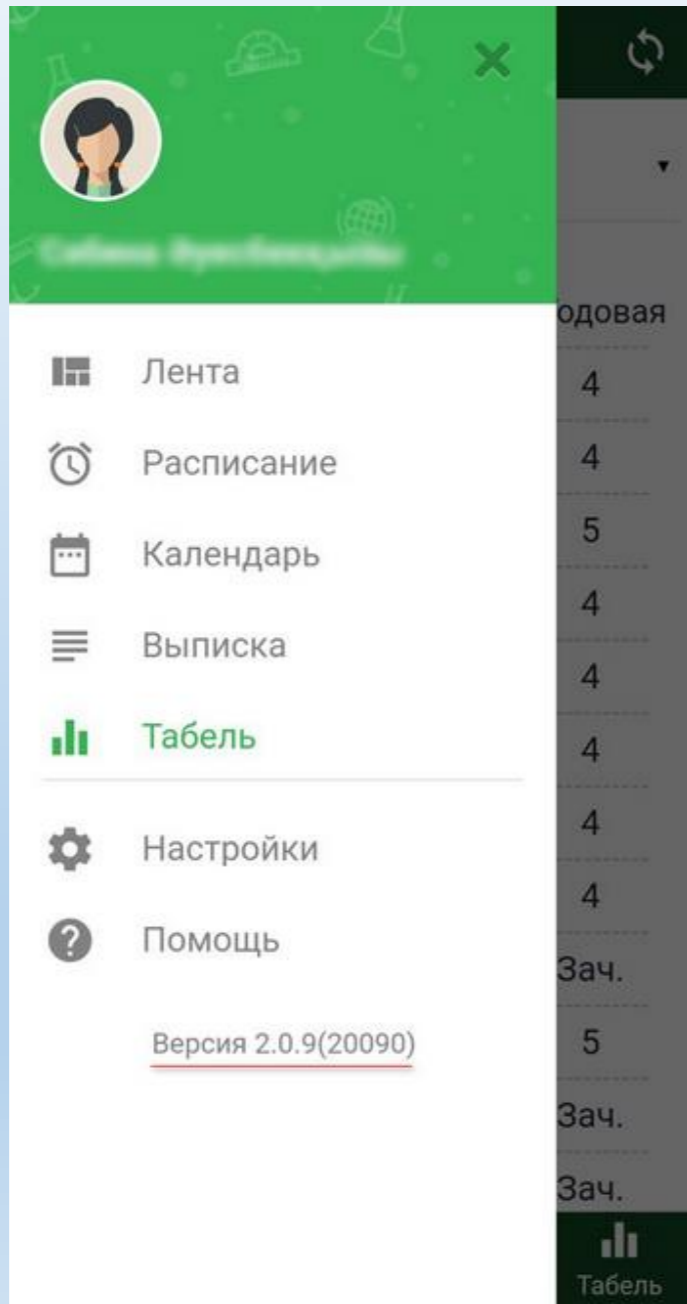 одовая
Лента
4
Расписание
4
5
Календарь
4
Выписка
4
Табель
4
Настройки
4
4
Помощь
Зач.
Версия 2.0.9(20090)
5
Зач.
Зач.
Табель